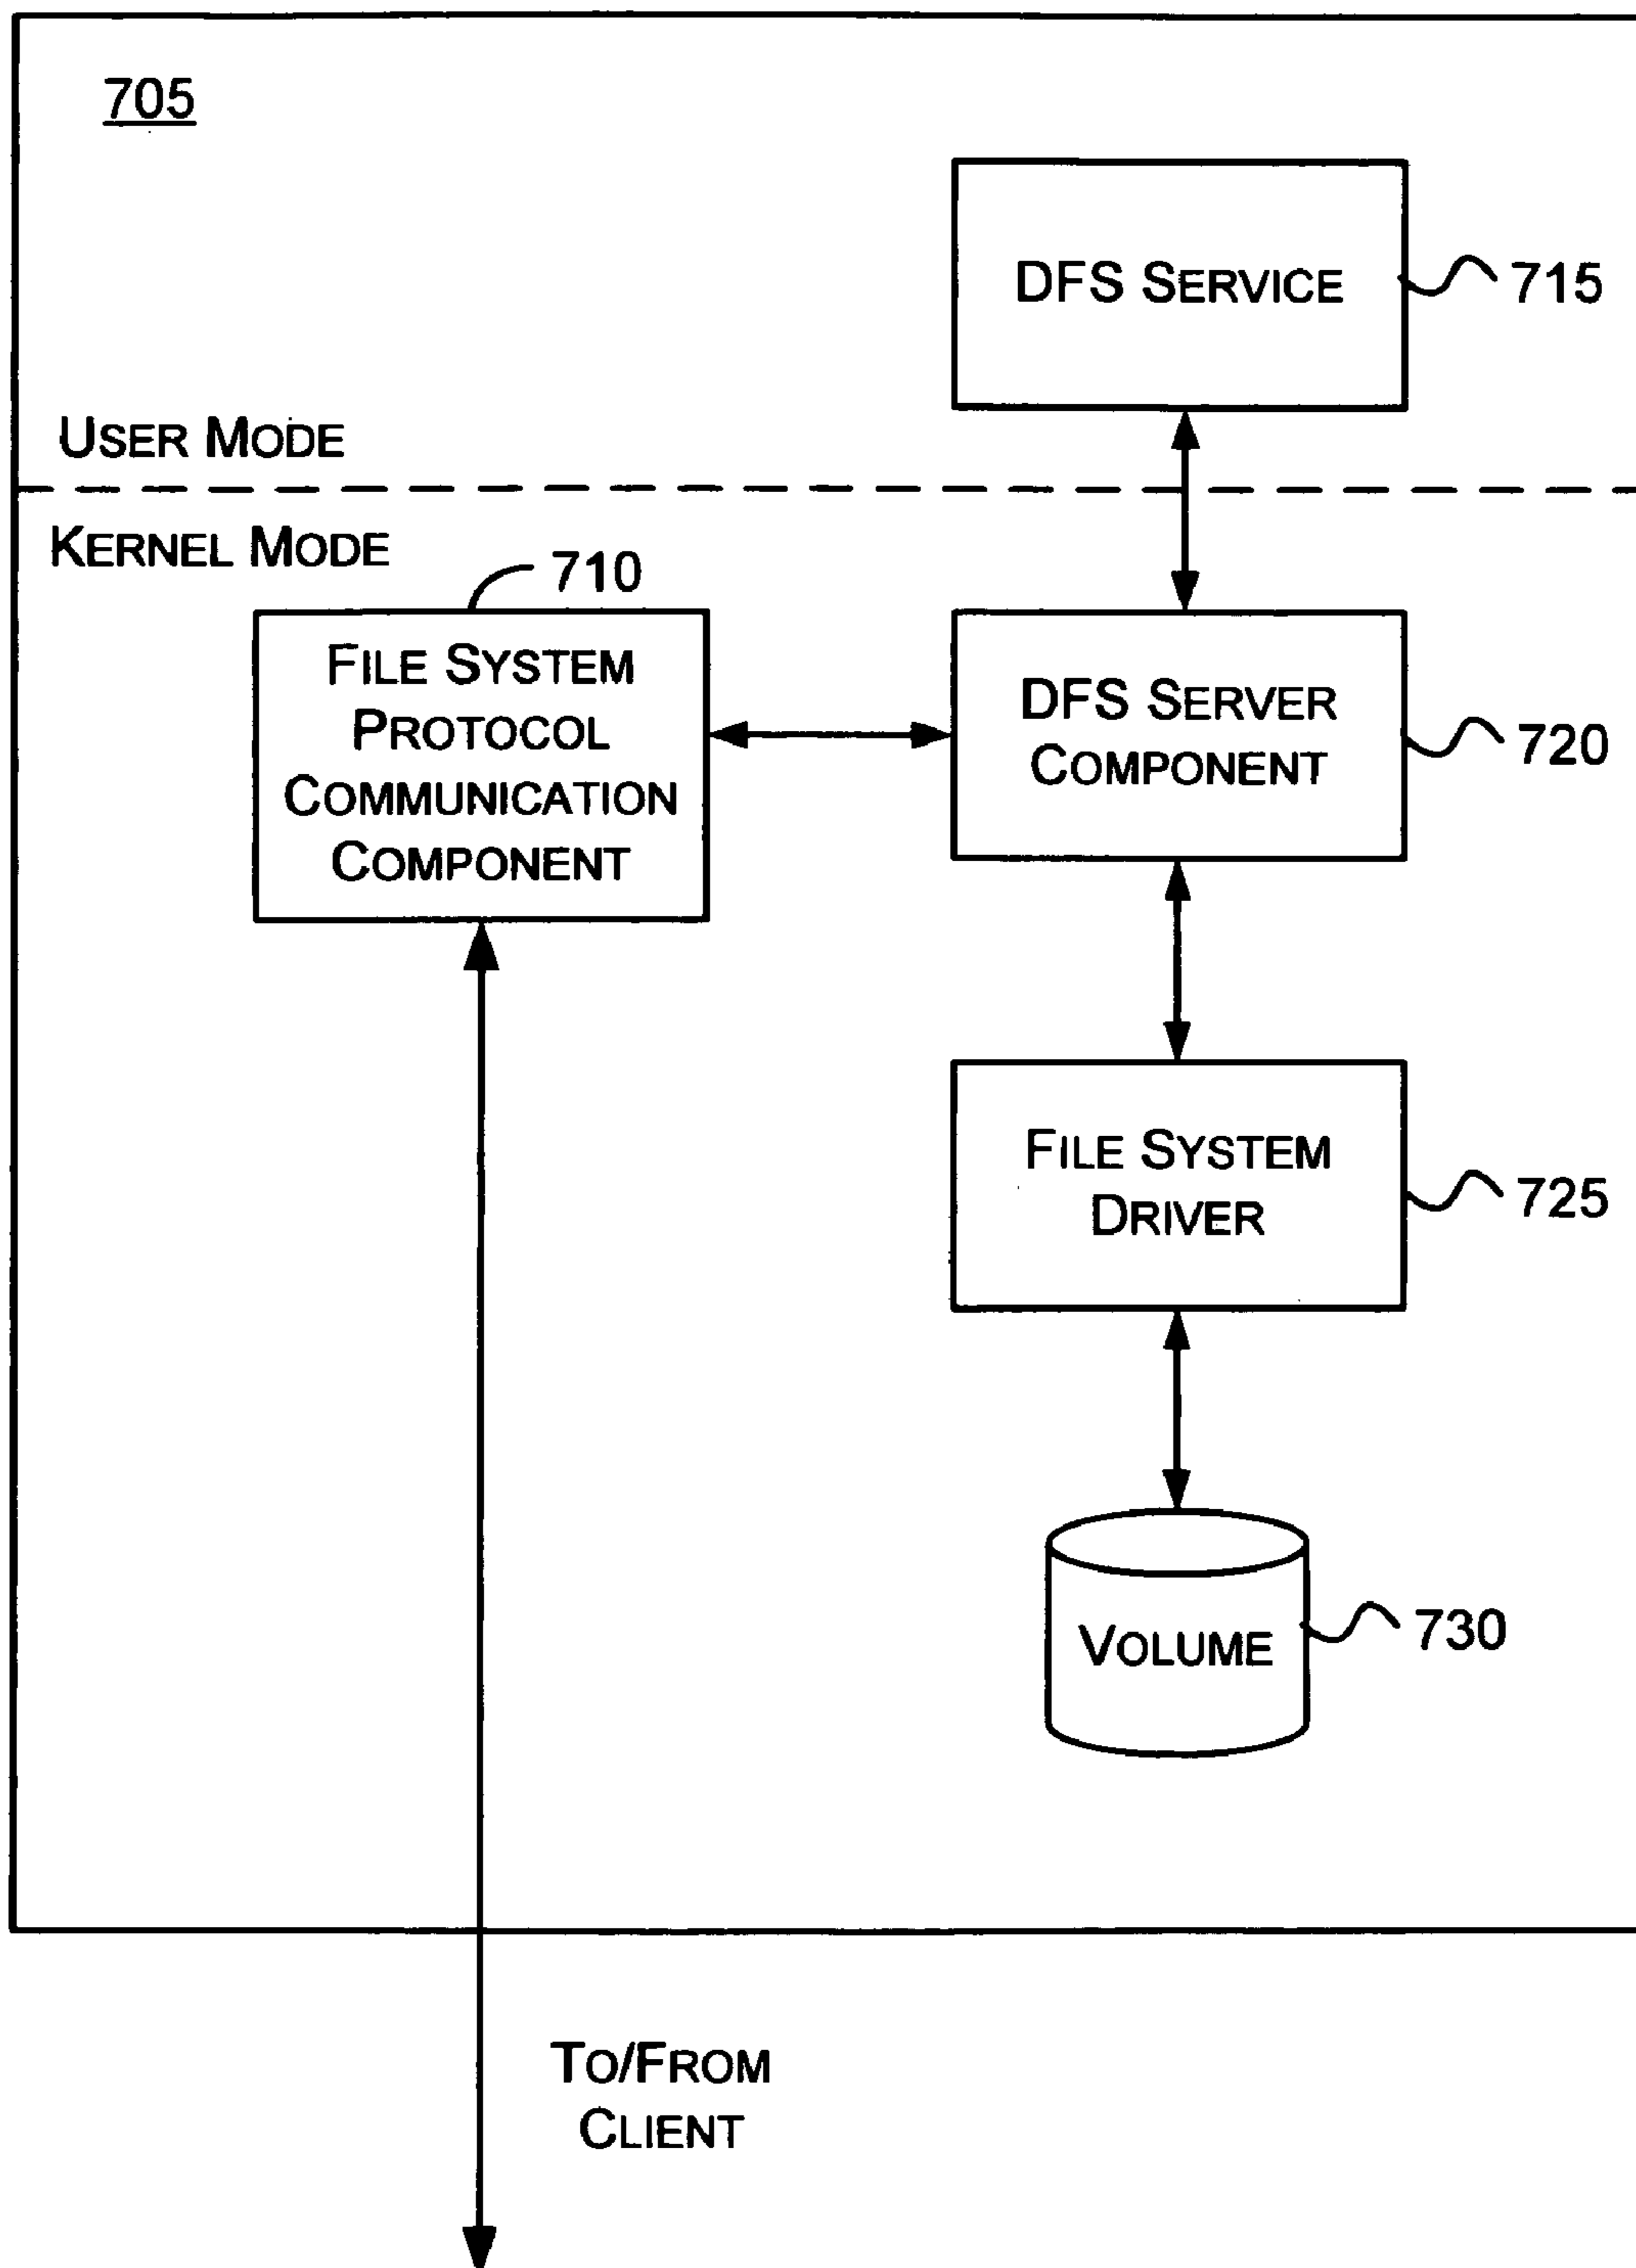 705
DFS SERVICE
715
USER MODE
KERNEL MODE
710
FILE SYSTEM
PROTOCOL
COMMUNICATION
COMPONENT
DFS SERVER
COMPONENT
720
FILE SYSTEM
DRIVER
725
VOLUME
730
TO/FROM
CLIENT